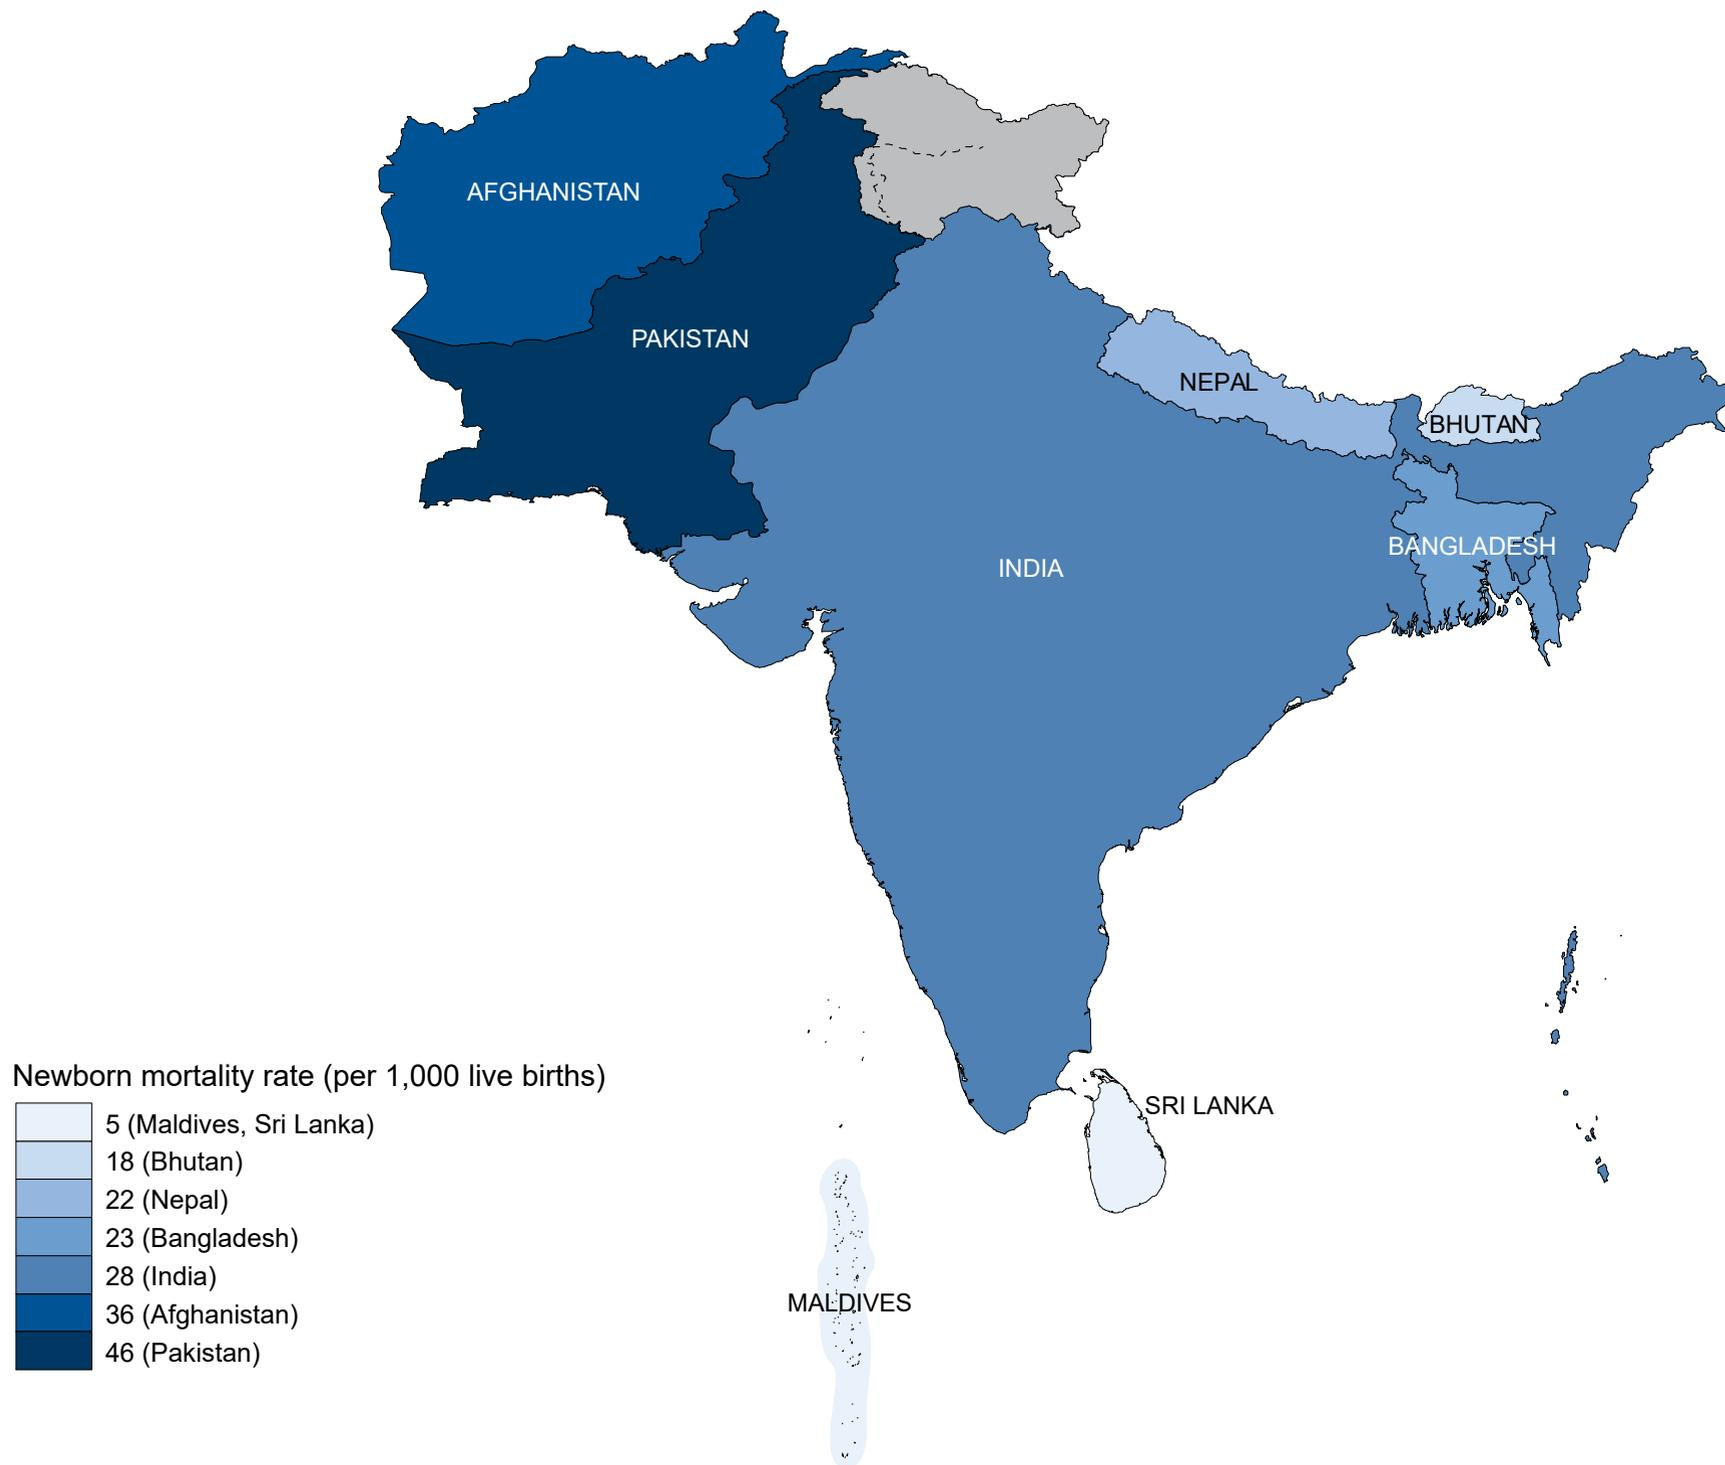 AFGHANISTAN
PAKISTAN
NEPAL
BHUTAN
BANGLADESH
INDIA
Newborn mortality rate (per 1,000 live births)
5 (Maldives, Sri Lanka)
18 (Bhutan)
22 (Nepal)
23 (Bangladesh)
28 (India)
36 (Afghanistan)
46 (Pakistan)
SRI LANKA
MALDIVES